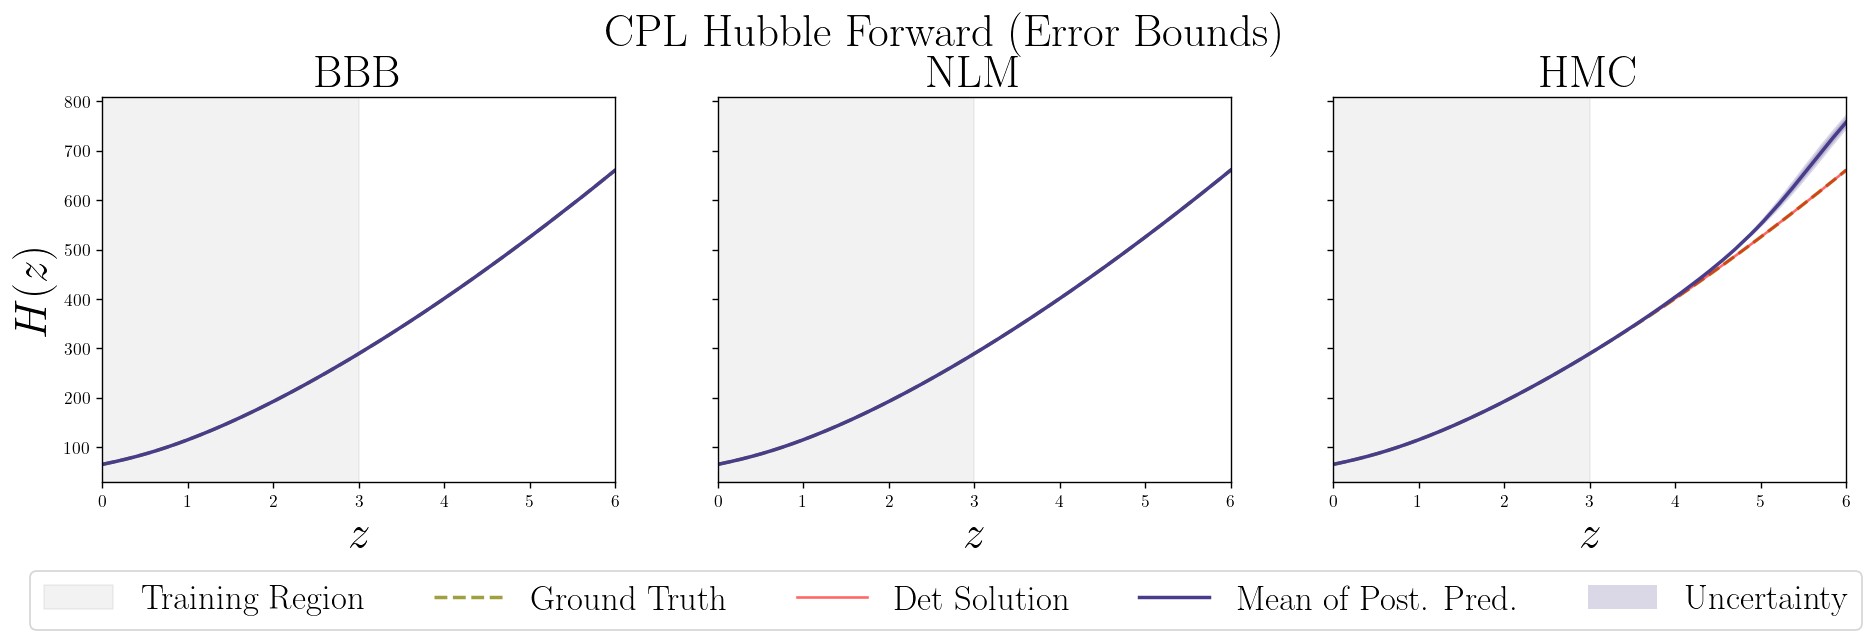 CPL Hubble Forward (Error Bounds)
BBB
NLM
HMC
H(z)
800
700
600
500
400
300
200
100
0 1 2 3 4 5 6
0 1 2 3 4 5 6
0 1 2 3 4 5 6
z
z
z
Training Region
Ground Truth
Det Solution
Mean of Post. Pred.
Uncertainty